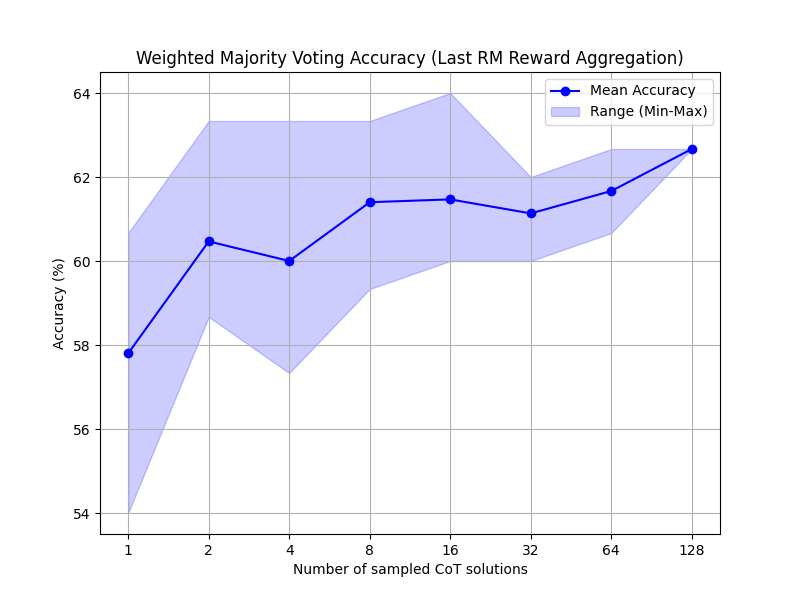 Weighted Majority Voting Accuracy (Last RM Reward Aggregation)
Mean Accuracy
Range (Min-Max)
64
62
60
58
56
54
Accuracy (%)
1 2 4 8 16 32 64 128
Number of sampled CoT solutions